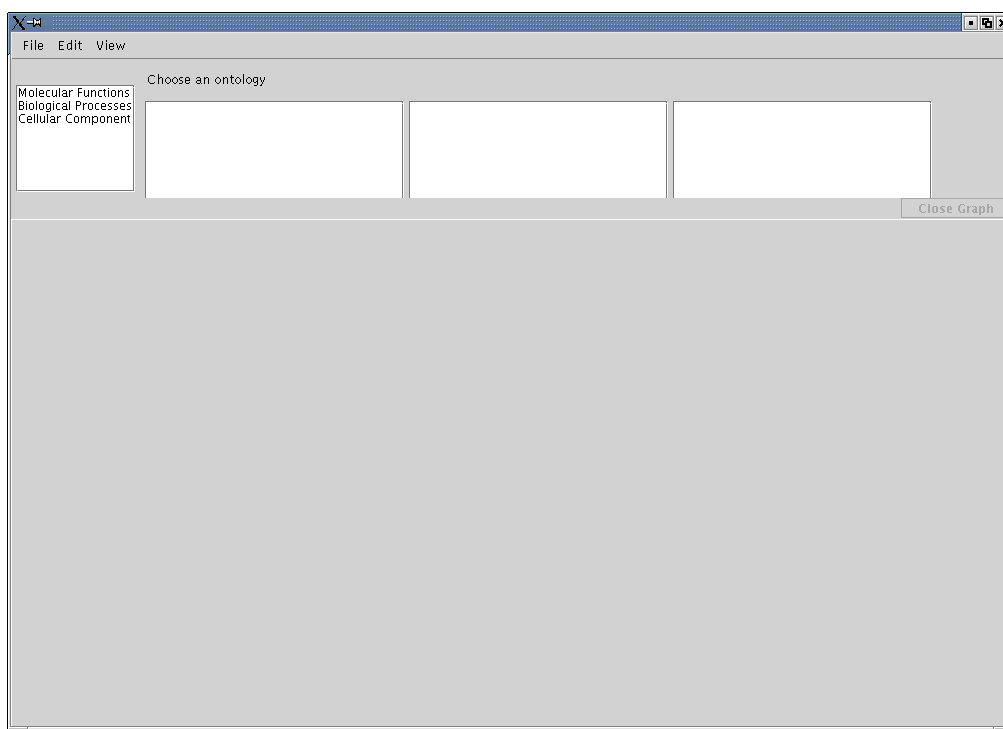 File Edit View
Choose an ontology
Molecular Functions
Biological Processes
Cellular Component
Close Graph